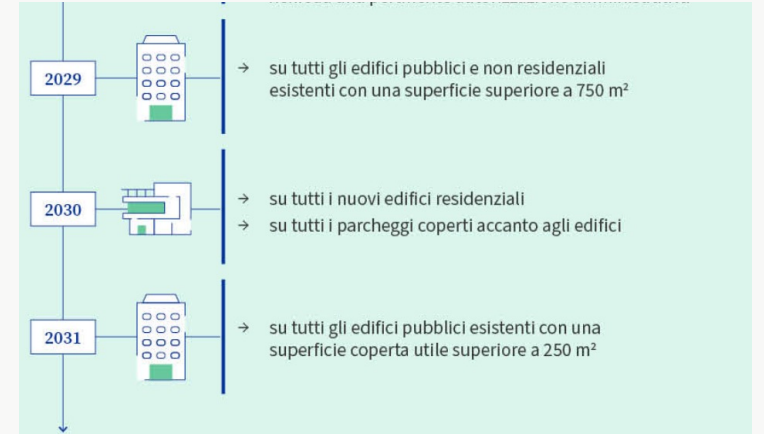 2029
→ su tutti gli edifici pubblici e non residenziali
esistenti con una superficie superiore a 750 m²
2030
→ su tutti i nuovi edifici residenziali
→ su tutti i parcheggi coperti accanto agli edifici
2031
→ su tutti gli edifici pubblici esistenti con una
superficie coperta utile superiore a 250 m²